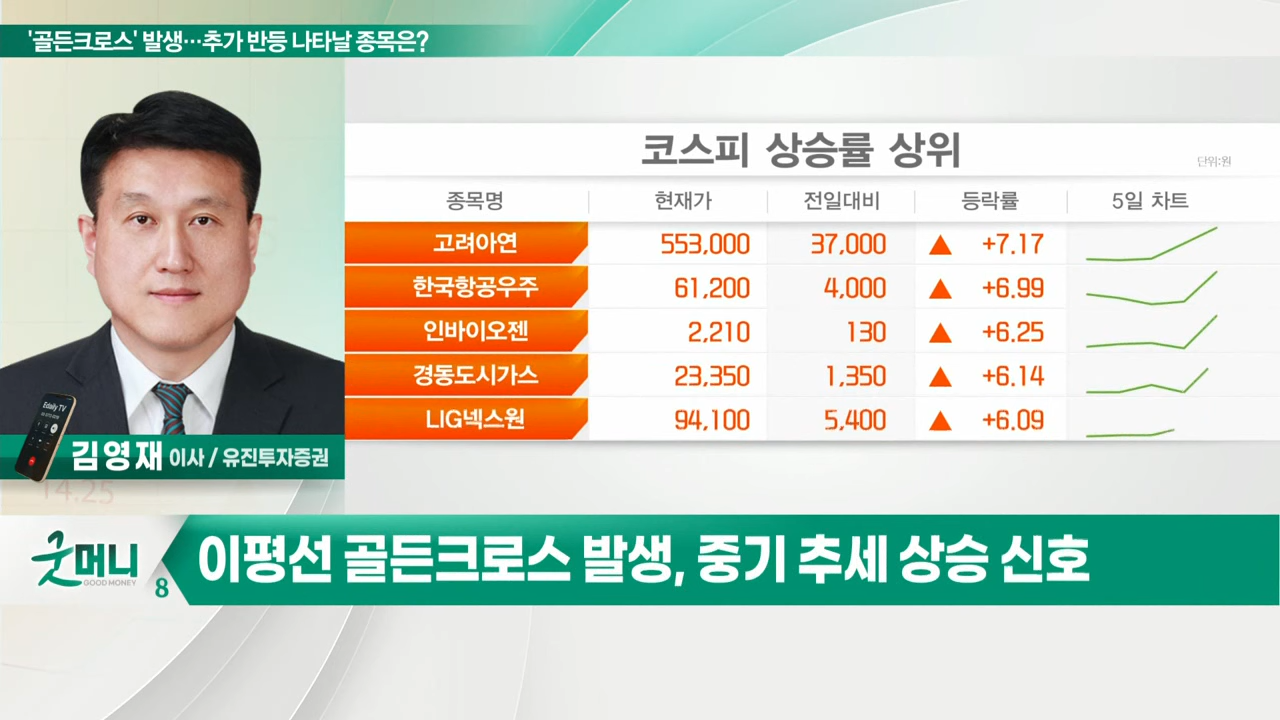 '골든크로스' 발생…추가 반등 나타날 종목은?
코스피 상승률 상위
단위:원
종목명 현재가 전일대비 등락률 5일 차트
고려아연 553,000 37,000 ▲ +7.17
한국항공우주 61,200 4,000 ▲ +6.99
인바이오젠 2,210 130 ▲ +6.25
경동도시가스 23,350 1,350 ▲ +6.14
LIG넥스원 94,100 5,400 ▲ +6.09
Edaily TV
김영재 이사 / 유진투자증권
14.25
굿머니
GOOD MONEY
8
이평선 골든크로스 발생, 중기 추세 상승 신호